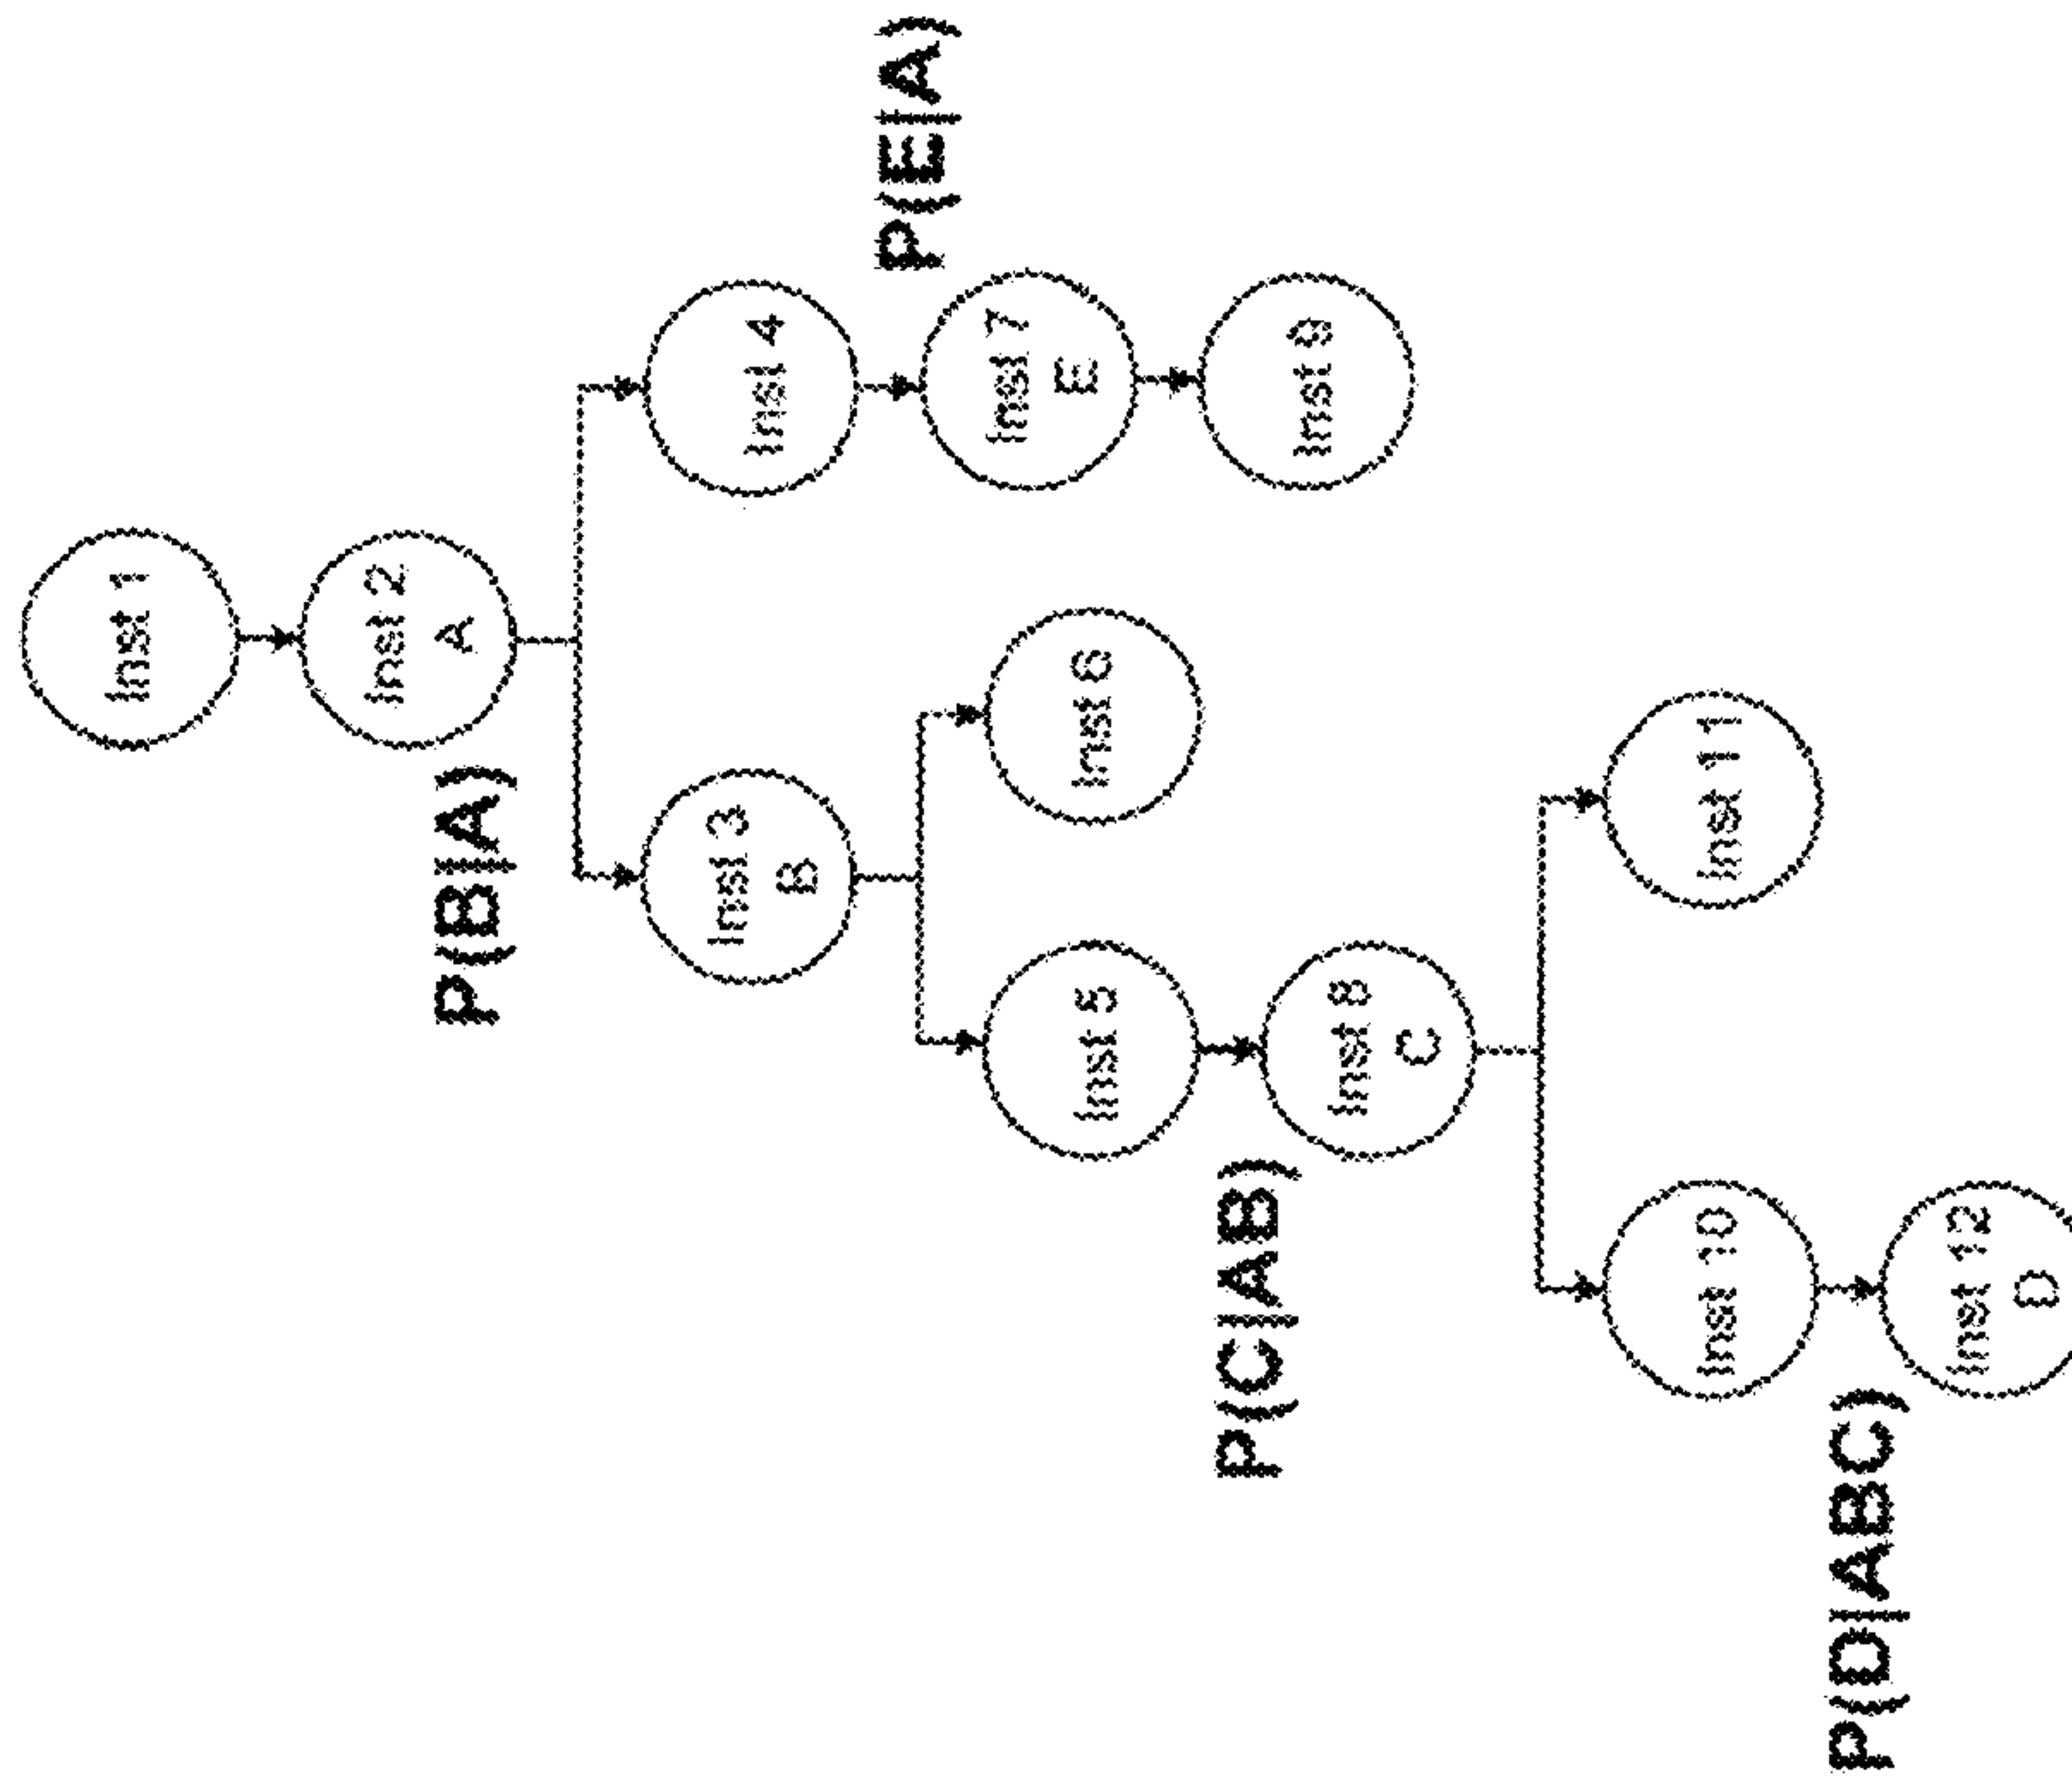 Inst 1
Inst 2
A
P(B|A)
Inst 3
B
Inst 4
P(E|A)
Inst 5
Inst 6
Inst 7
E
P(C|AB)
Inst 8
C
Inst 9
Inst 10
Inst 11
P(D|ABC)
Inst 12
D